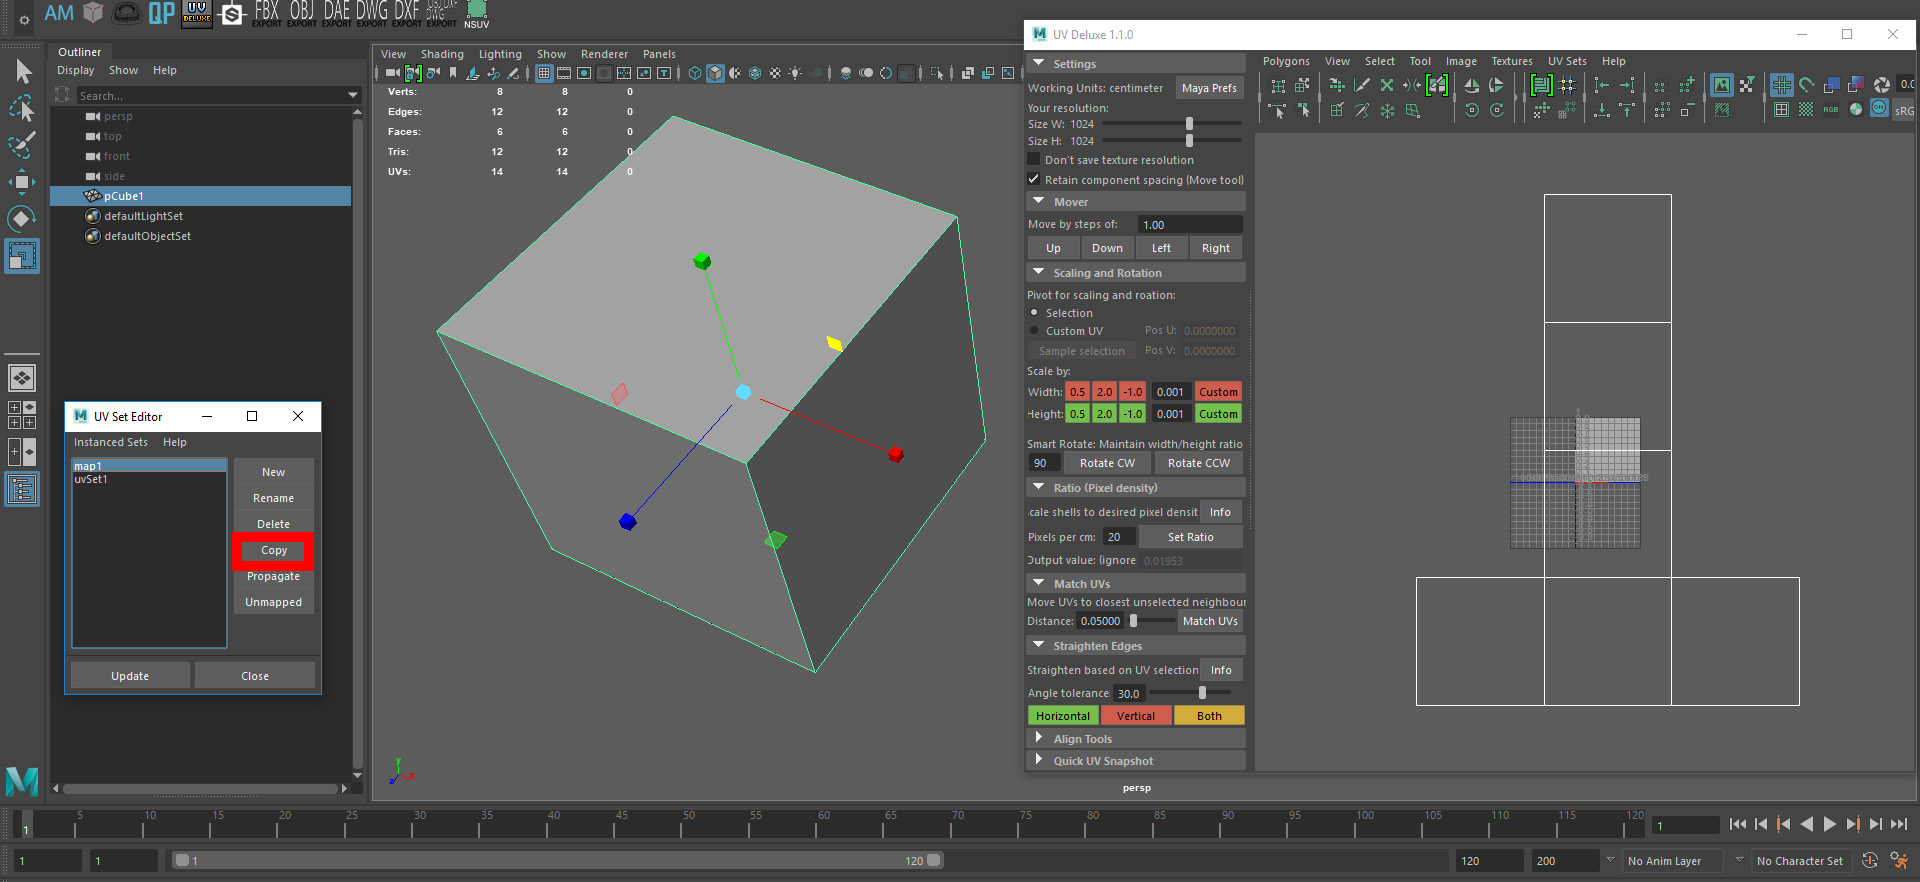 AM QP UV DELUXE S FBX EXPORT OBJ EXPORT DAE EXPORT DWG EXPORT DXF EXPORT OBJ DXF DWG EXPORT NSUV
Outliner
Display Show Help
Search...
persp
top
front
side
pCube1
defaultLightSet
defaultObjectSet
UV Set Editor
Instanced Sets Help
map1
uvSet1
New
Rename
Delete
Copy
Propagate
Unmapped
Update Close
View Shading Lighting Show Renderer Panels
Verts: 8 8 0
Edges: 12 12 0
Faces: 6 6 0
Tris: 12 12 0
UVs: 14 14 0
y
z
persp
UV Deluxe 1.1.0
Settings
Working Units: centimeter Maya Prefs
Your resolution:
Size W: 1024
Size H: 1024
Don't save texture resolution
Retain component spacing (Move tool)
Mover
Move by steps of: 1.00
Up Down Left Right
Scaling and Rotation
Pivot for scaling and roation:
Selection
Custom UV Pos U: 0.0000000
Sample selection Pos V: 0.0000000
Scale by:
Width: 0.5 2.0 -1.0 0.001 Custom
Height: 0.5 2.0 -1.0 0.001 Custom
Smart Rotate: Maintain width/height ratio
90 Rotate CW Rotate CCW
Ratio (Pixel density)
cale shells to desired pixel densit Info
Pixels per cm: 20 Set Ratio
Output value: (ignore 0.01953
Match UVs
Move UVs to closest unselected neighbour
Distance: 0.05000 Match UVs
Straighten Edges
Straighten based on UV selection Info
Angle tolerance 30.0
Horizontal Vertical Both
Align Tools
Quick UV Snapshot
Polygons View Select Tool Image Textures UV Sets Help
0.0
RGB ON sRG
1 5 10 15 20 25 30 35 40 45 50 55 60 65 70 75 80 85 90 95 100 105 110 115 120 1
1 1 1 120 120 200 No Anim Layer No Character Set